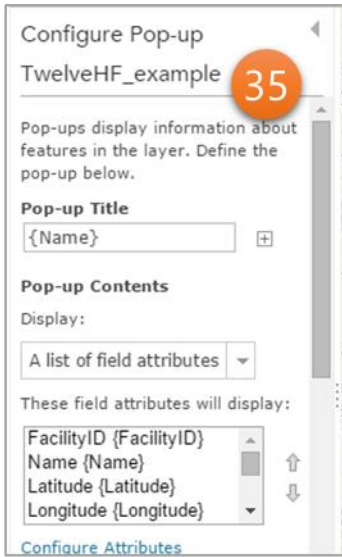 Configure Pop-up
TwelveHF_example
35
Pop-ups display information about
features in the layer. Define the
pop-up below.
Pop-up Title
{Name}
Pop-up Contents
Display:
A list of field attributes
These field attributes will display:
FacilityID {FacilityID}
Name {Name}
Latitude {Latitude}
Longitude {Longitude}
Configure Attributes